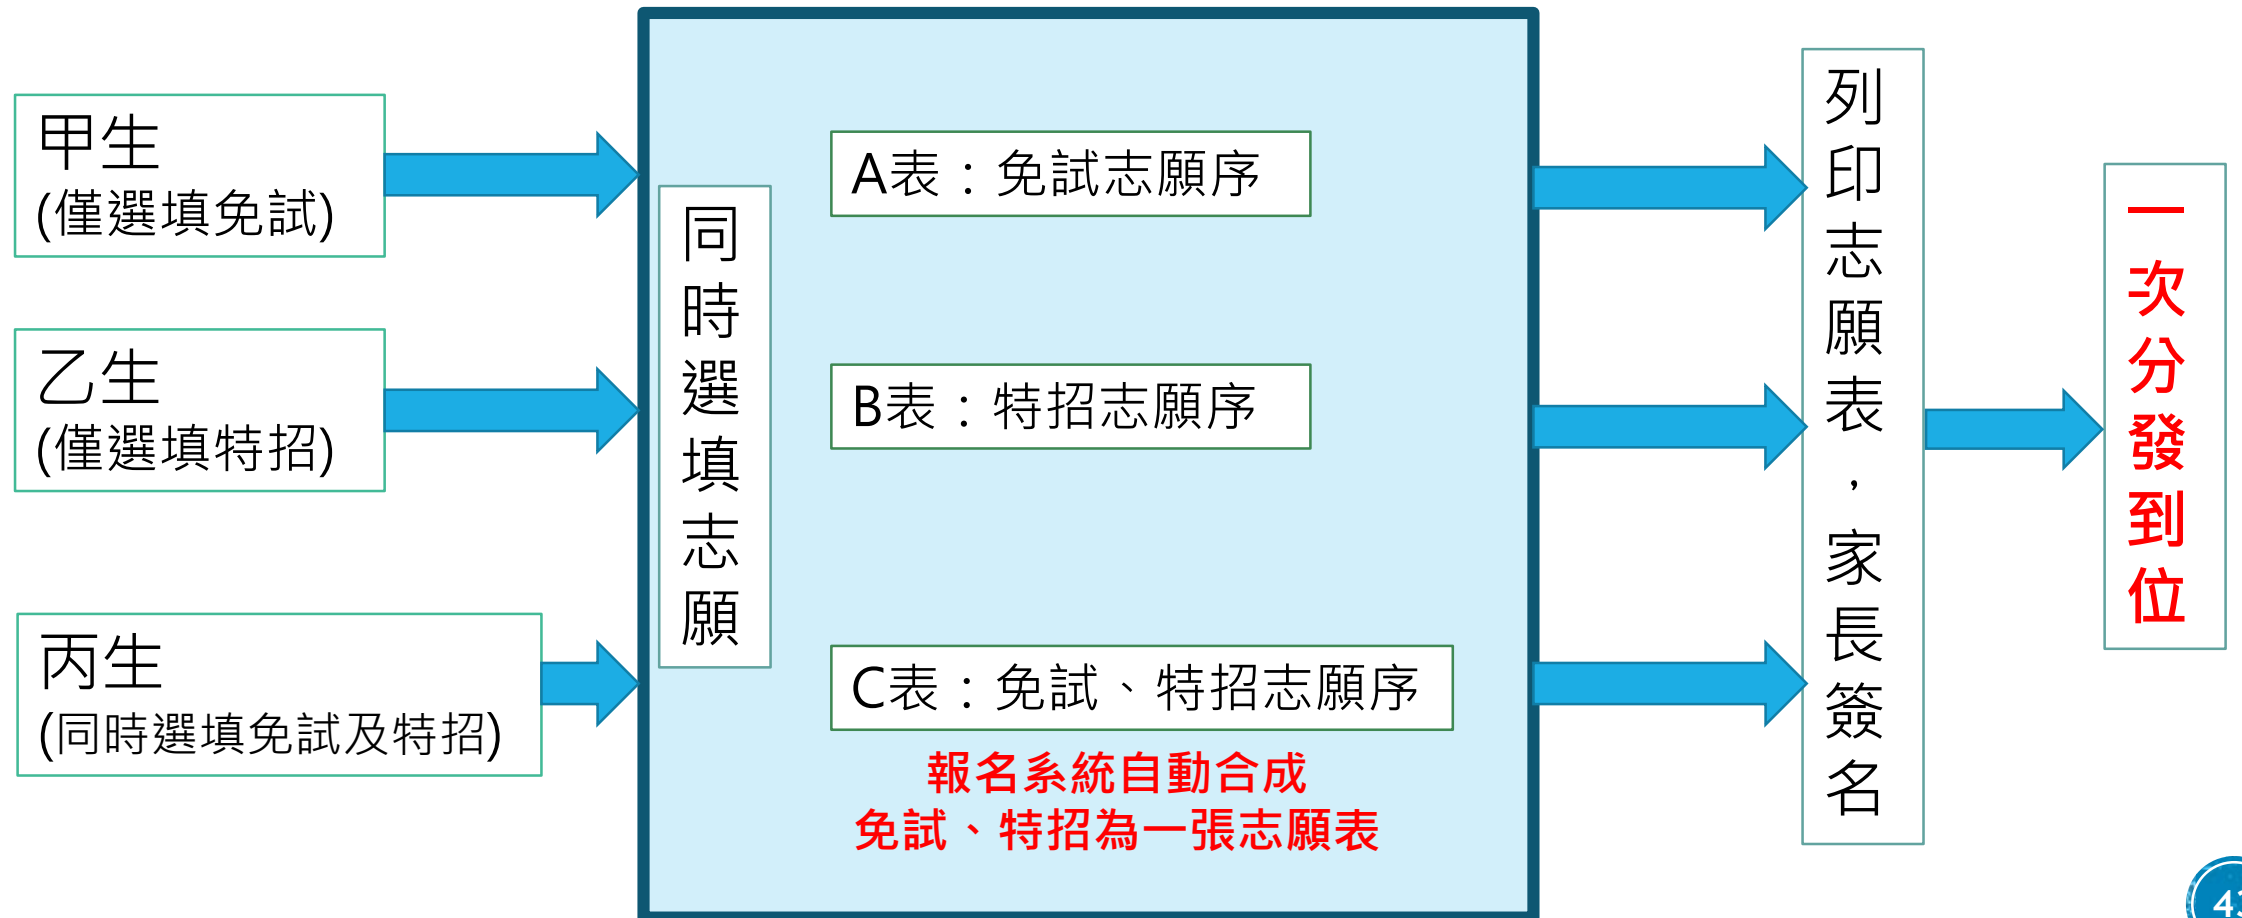 甲生
(僅選填免試)
乙生
(僅選填特招)
丙生
(同時選填免試及特招)
同時選填志願
A表：免試志願序
B表：特招志願序
C表：免試、特招志願序
報名系統自動合成
免試、特招為一張志願表
列印志願表，家長簽名
一次分發到位